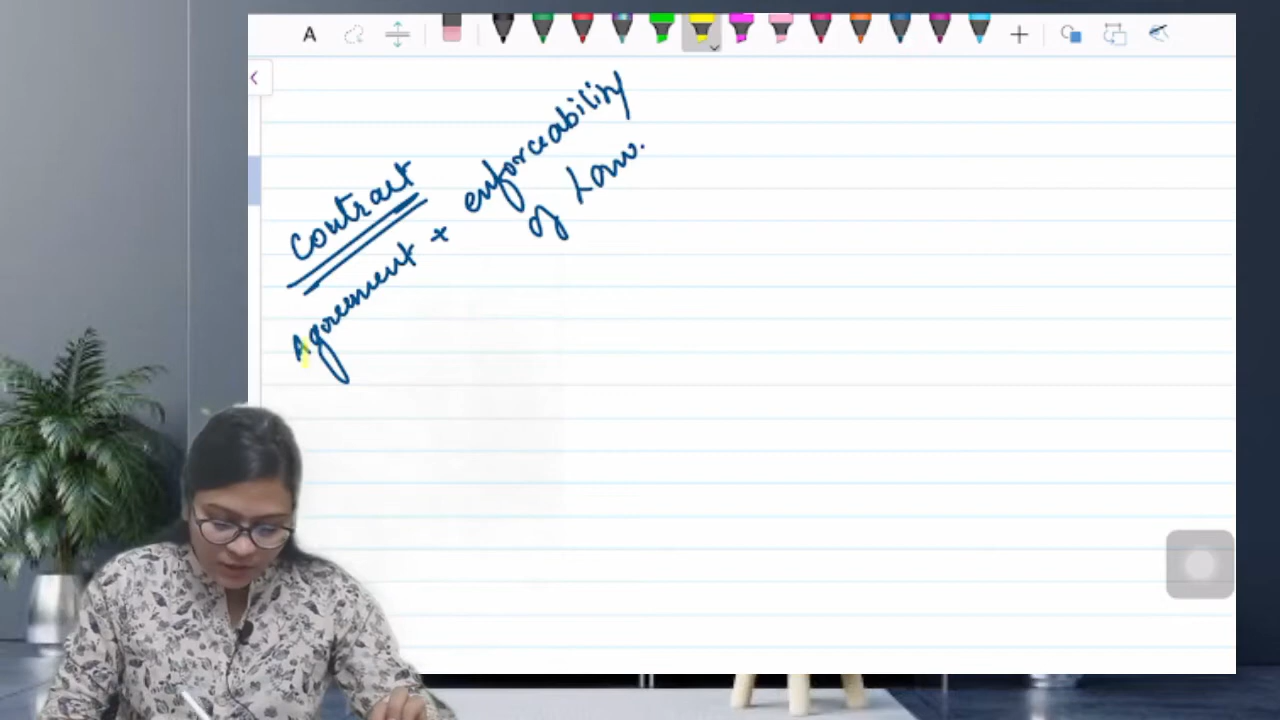 A
Contract
Agreement + enforceability
of Law.